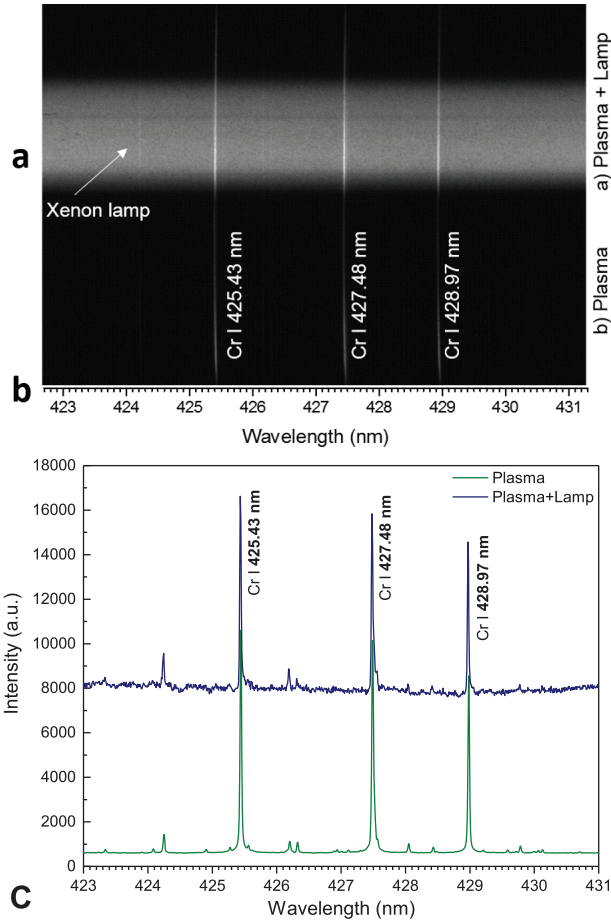 a
Xenon lamp
a) Plasma + Lamp
b) Plasma
Cr I 425.43 nm
Cr I 427.48 nm
Cr I 428.97 nm
b
423 424 425 426 427 428 429 430 431
Wavelength (nm)
18000
16000
14000
12000
10000
8000
6000
4000
2000
0
Intensity (a.u.)
Plasma
Plasma+Lamp
Cr I 425.43 nm
Cr I 427.48 nm
Cr I 428.97 nm
423 424 425 426 427 428 429 430 431
Wavelength (nm)
C